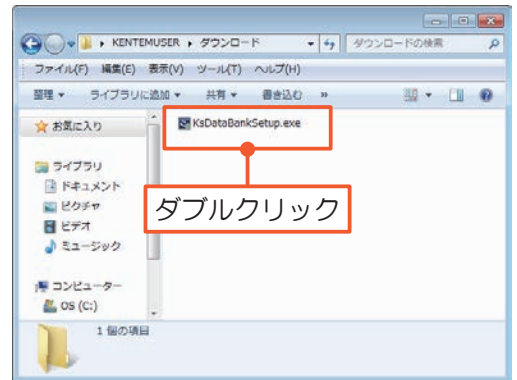 KENTEMUSER ▸ ダウンロード
ダウンロードの検索
ファイル(F) 編集(E) 表示(V) ツール(T) ヘルプ(H)
整理 ▾ ライブラリに追加 ▾ 共有 ▾ 書き込む »
お気に入り
KsDataBankSetup.exe
ライブラリ
ドキュメント
ピクチャ
ビデオ
ミュージック
ダブルクリック
コンピューター
OS (C:)
1 個の項目